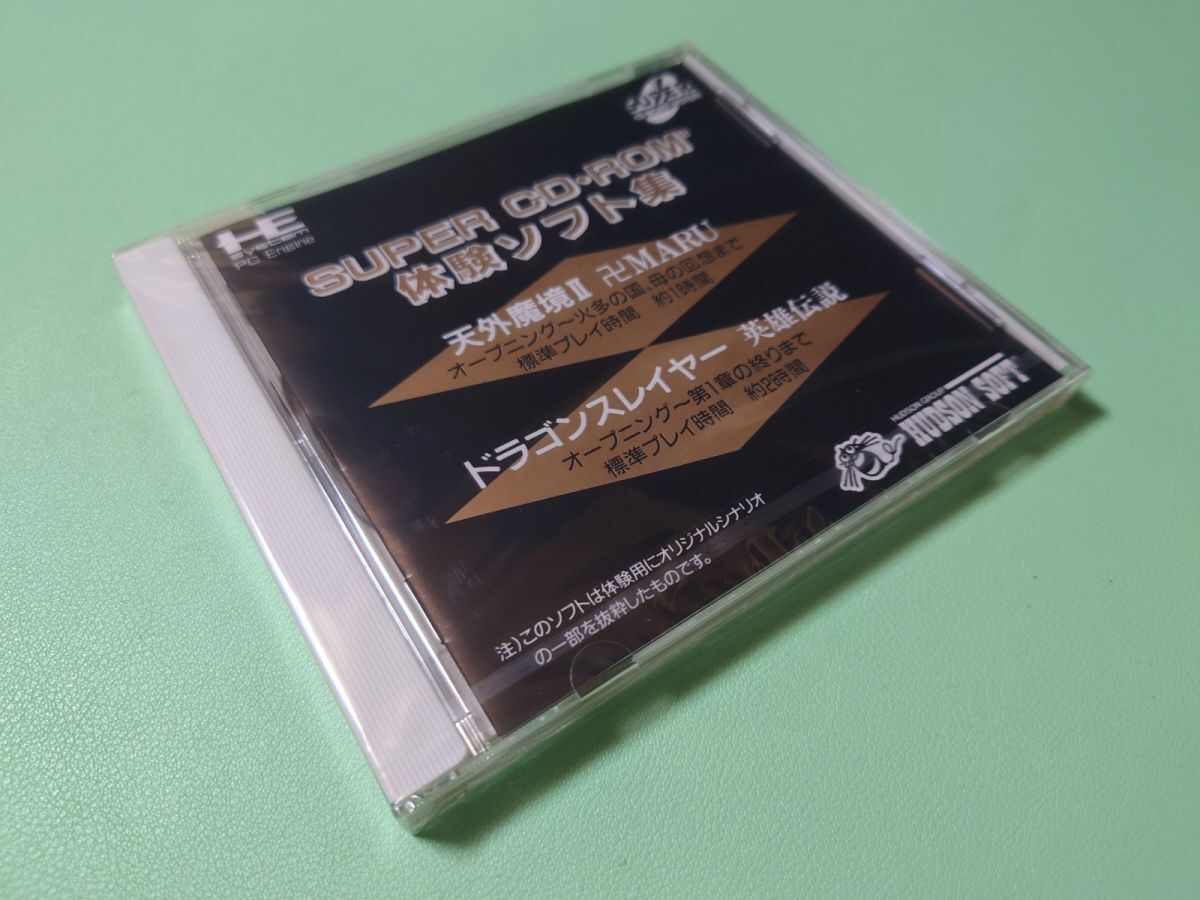 HE
SYSTEM
PC Engine
SUPER CD-ROM²
体験ソフト集
天外魔境II 卍MARU
オープニング～火多の国、母の回想まで
標準プレイ時間 約1時間
ドラゴンスレイヤー 英雄伝説
オープニング～第1章の終りまで
標準プレイ時間 約2時間
HUDSON GROUP
HUDSON SOFT
注)このソフトは体験用にオリジナルシナリオ
の一部を抜粋したものです。